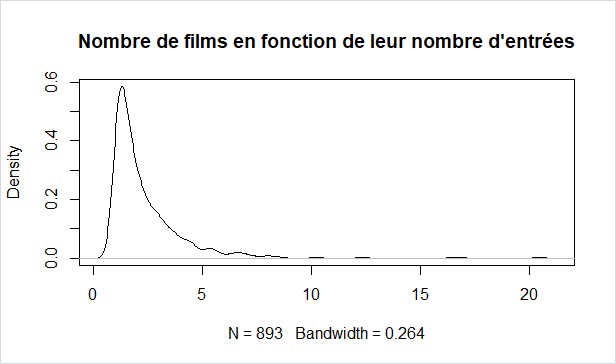 Nombre de films en fonction de leur nombre d'entrées
Density
0.6
0.4
0.2
0.0
0 5 10 15 20
N = 893 Bandwidth = 0.264